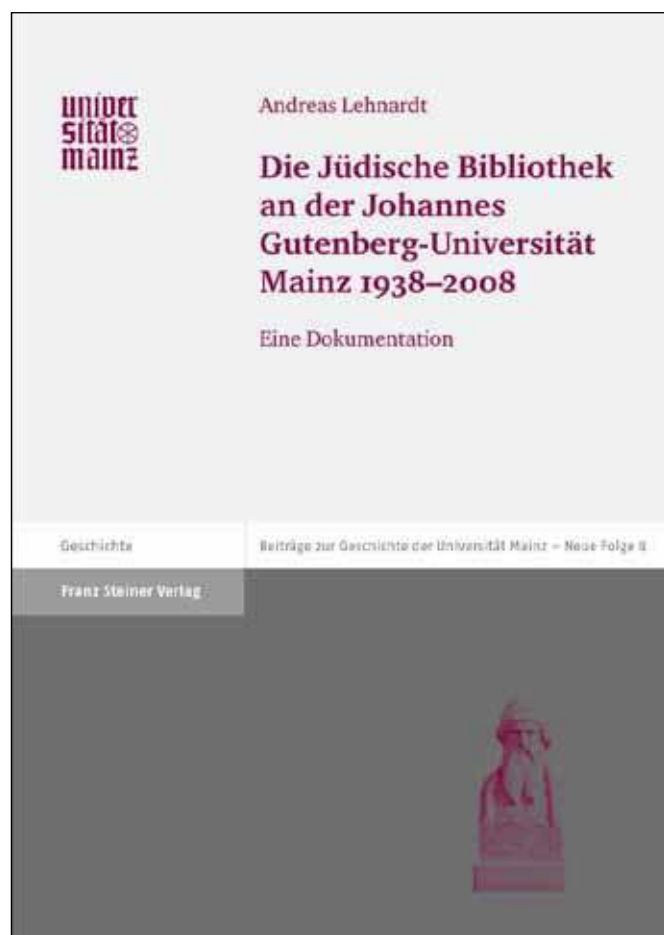 univer
sität
mainz
Andreas Lehnardt
Die Jüdische Bibliothek
an der Johannes
Gutenberg-Universität
Mainz 1938–2008
Eine Dokumentation
Geschichte
Beiträge zur Geschichte der Universität Mainz – Neue Folge 8
Franz Steiner Verlag